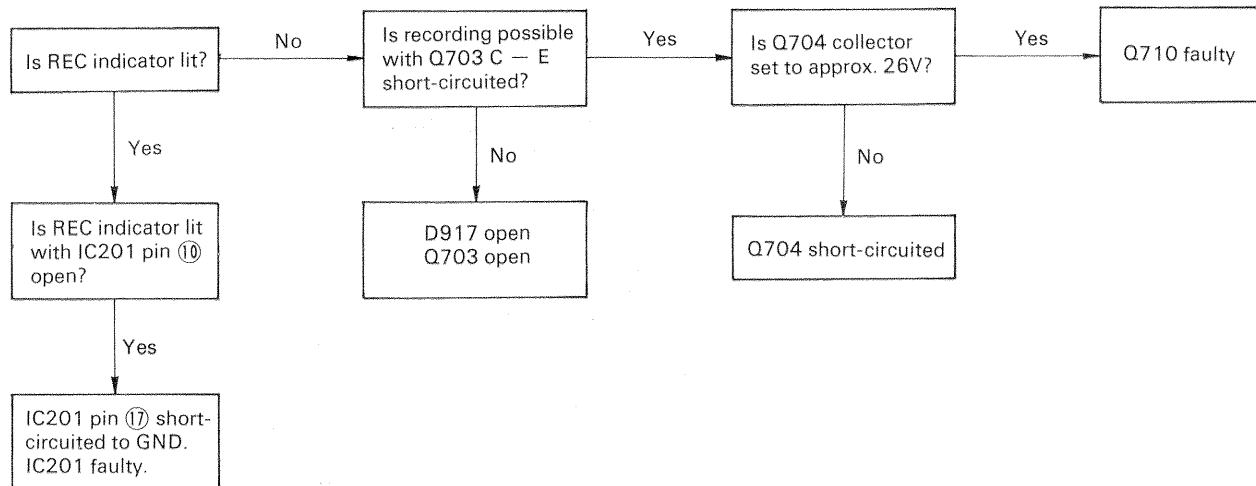 Is REC indicator lit?
No
Is recording possible
with Q703 C — E
short-circuited?
Yes
Is Q704 collector
set to approx. 26V?
Yes
Q710 faulty
Yes
No
No
Is REC indicator lit
with IC201 pin ⑩
open?
D917 open
Q703 open
Q704 short-circuited
Yes
IC201 pin ⑰ short-
circuited to GND.
IC201 faulty.